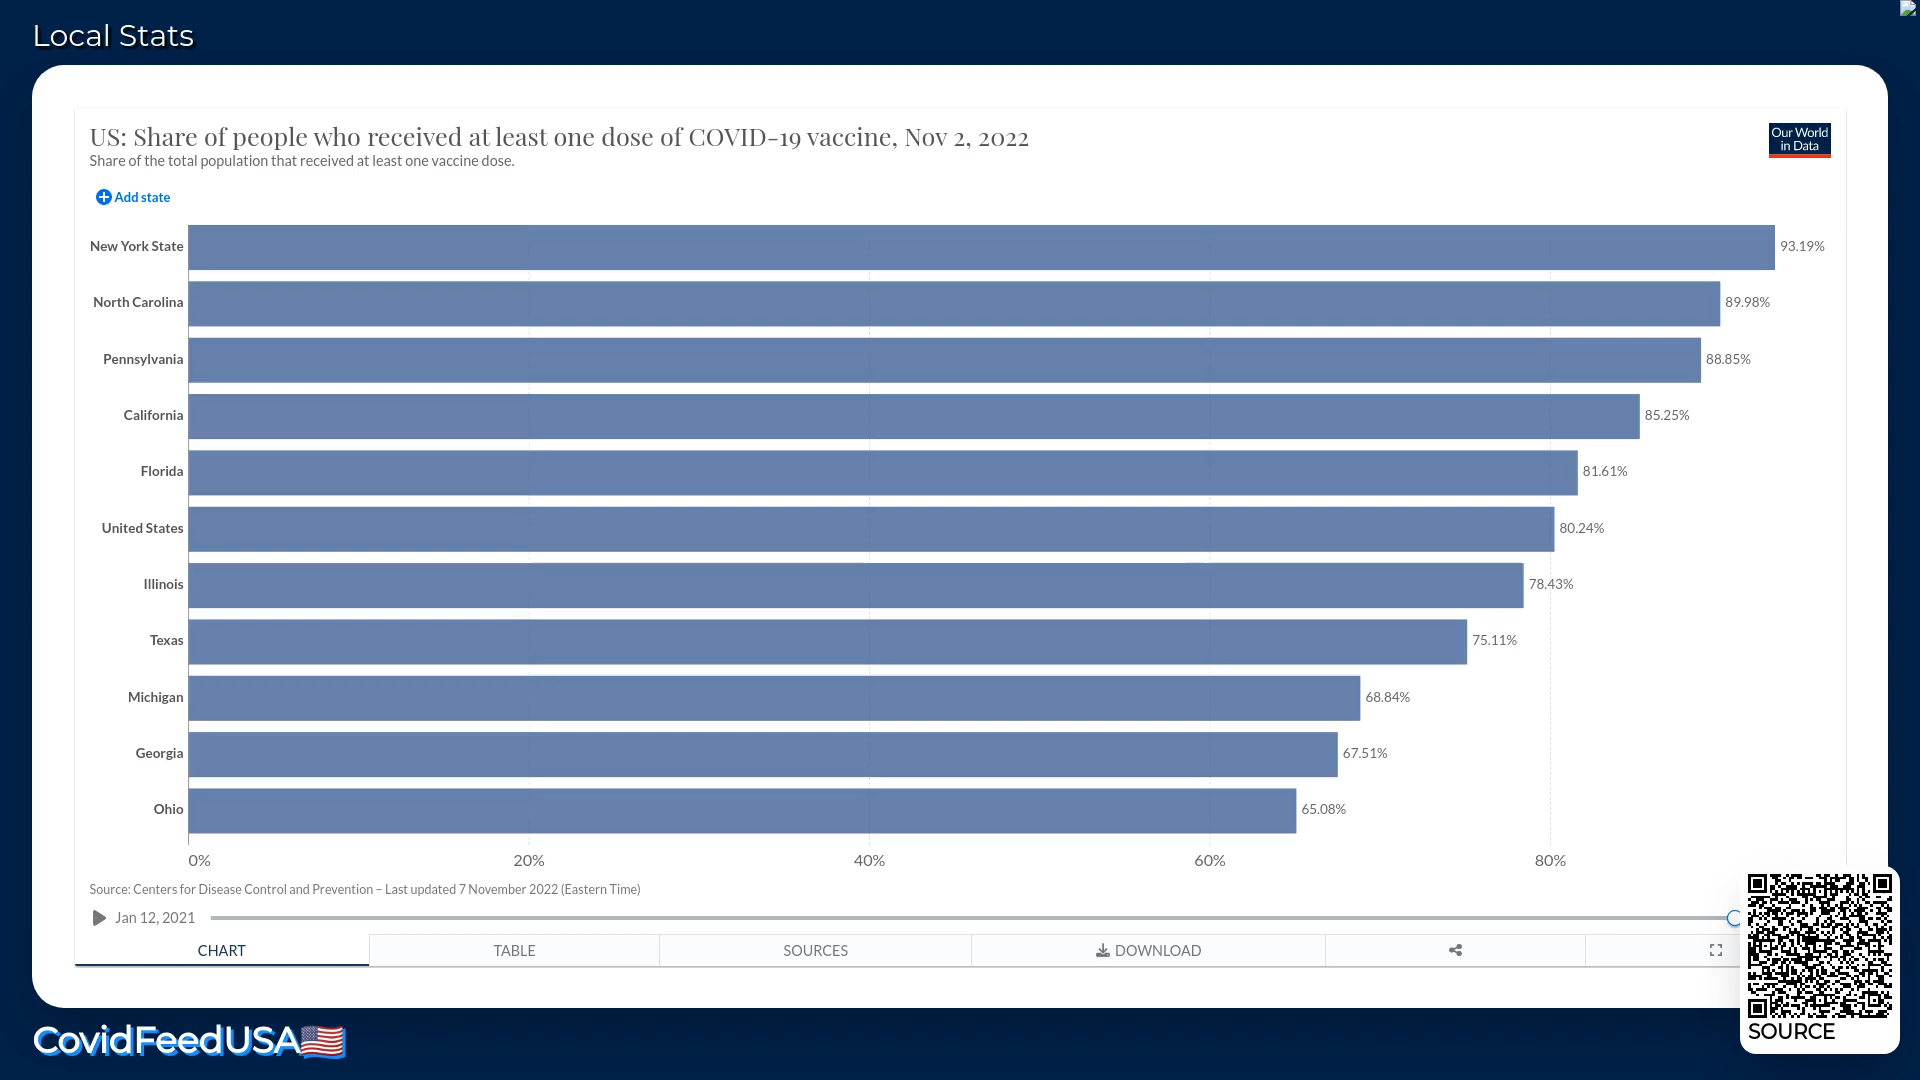 Local Stats
US: Share of people who received at least one dose of COVID-19 vaccine, Nov 2, 2022
Share of the total population that received at least one vaccine dose.
Our World
in Data
Add state
New York State 93.19%
North Carolina 89.98%
Pennsylvania 88.85%
California 85.25%
Florida 81.61%
United States 80.24%
Illinois 78.43%
Texas 75.11%
Michigan 68.84%
Georgia 67.51%
Ohio 65.08%
0% 20% 40% 60% 80%
Source: Centers for Disease Control and Prevention – Last updated 7 November 2022 (Eastern Time)
Jan 12, 2021
CHART TABLE SOURCES DOWNLOAD
SOURCE
CovidFeedUSA